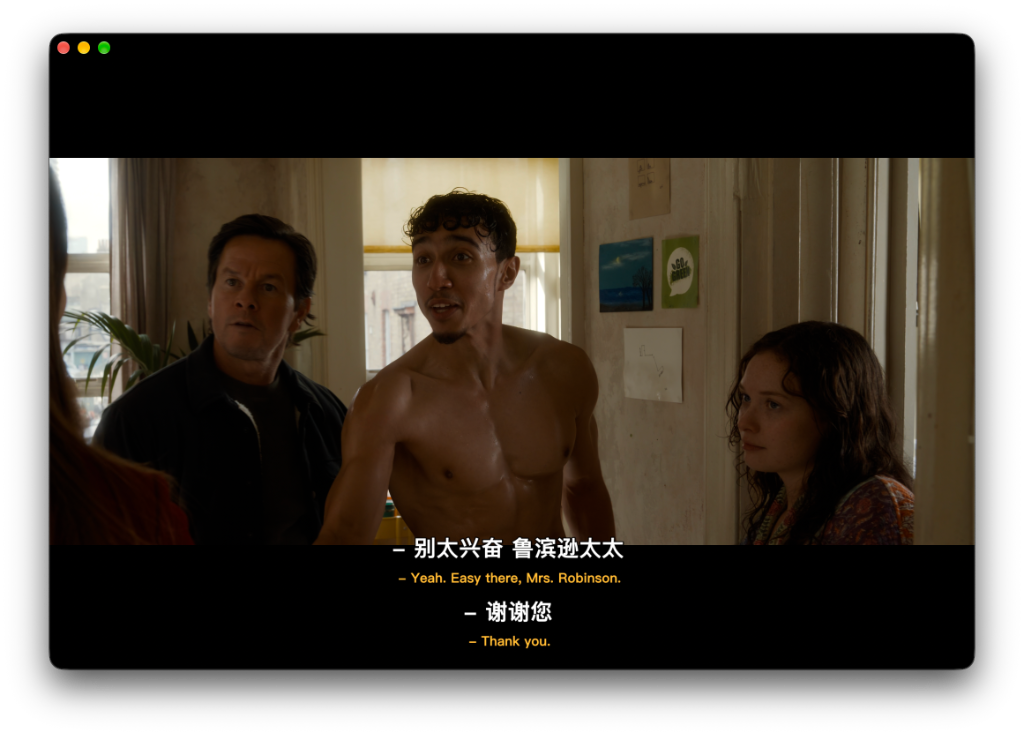 SO
– 别太兴奋 鲁滨逊太太
– Yeah. Easy there, Mrs. Robinson.
– 谢谢您
– Thank you.